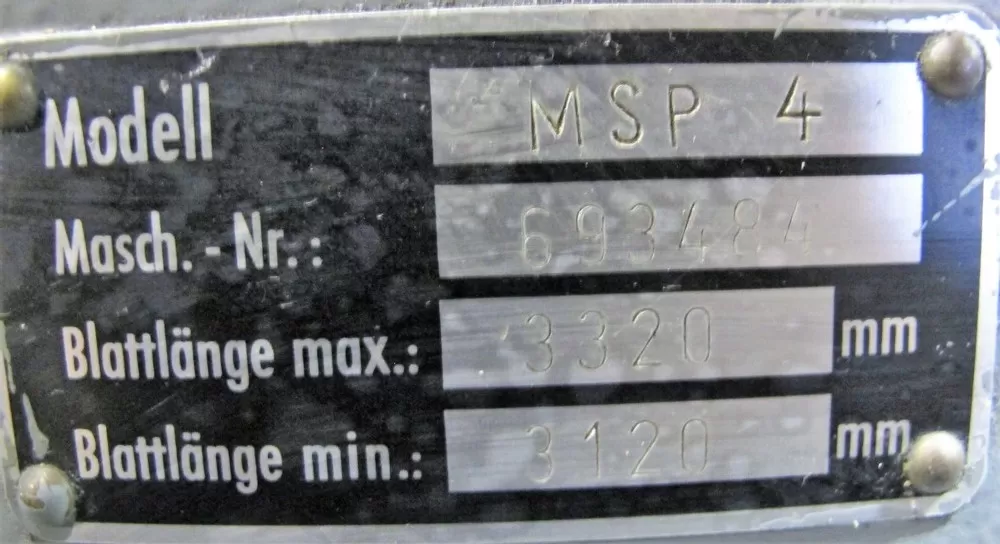 Modell MSP 4
Masch.-Nr.: 693484
Blattlänge max.: 3320 mm
Blattlänge min.: 3120 mm